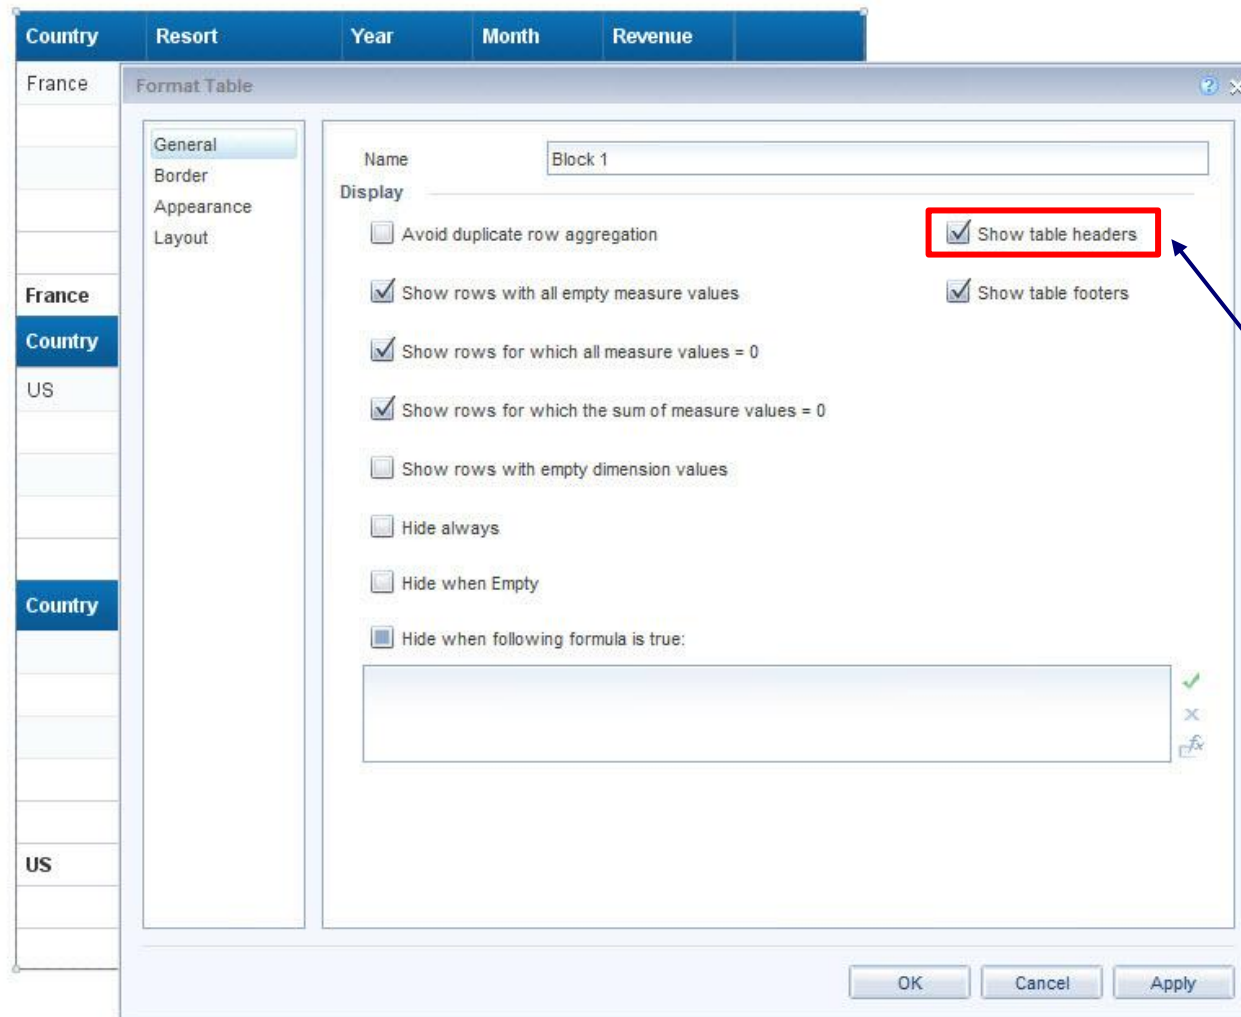 Country Resort Year Month Revenue
France
Format Table
General
Border
Appearance
Layout
Name Block 1
Display
Avoid duplicate row aggregation Show table headers
Show rows with all empty measure values Show table footers
Show rows for which all measure values = 0
Show rows for which the sum of measure values = 0
Show rows with empty dimension values
Hide always
Hide when Empty
Hide when following formula is true:
fx
France
Country
US
Country
US
OK Cancel Apply